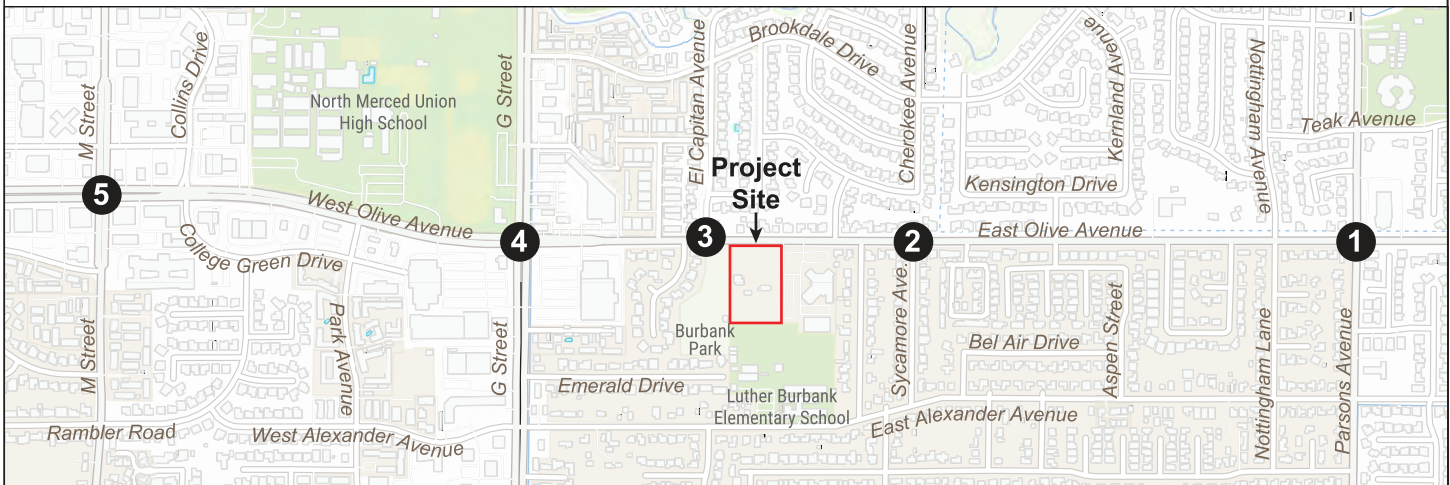 Collins Drive
M Street
North Merced Union
High School
G Street
El Capitan Avenue
Brookdale Drive
Cherokee Avenue
Kernland Avenue
Nottingham Avenue
Teak Avenue
Project
Site
Kensington Drive
5
West Olive Avenue
4
3
2
East Olive Avenue
1
College Green Drive
Park Avenue
M Street
G Street
Burbank
Park
Sycamore Ave.
Bel Air Drive
Aspen Street
Nottingham Lane
Parsons Avenue
Emerald Drive
Luther Burbank
Elementary School
East Alexander Avenue
Rambler Road
West Alexander Avenue